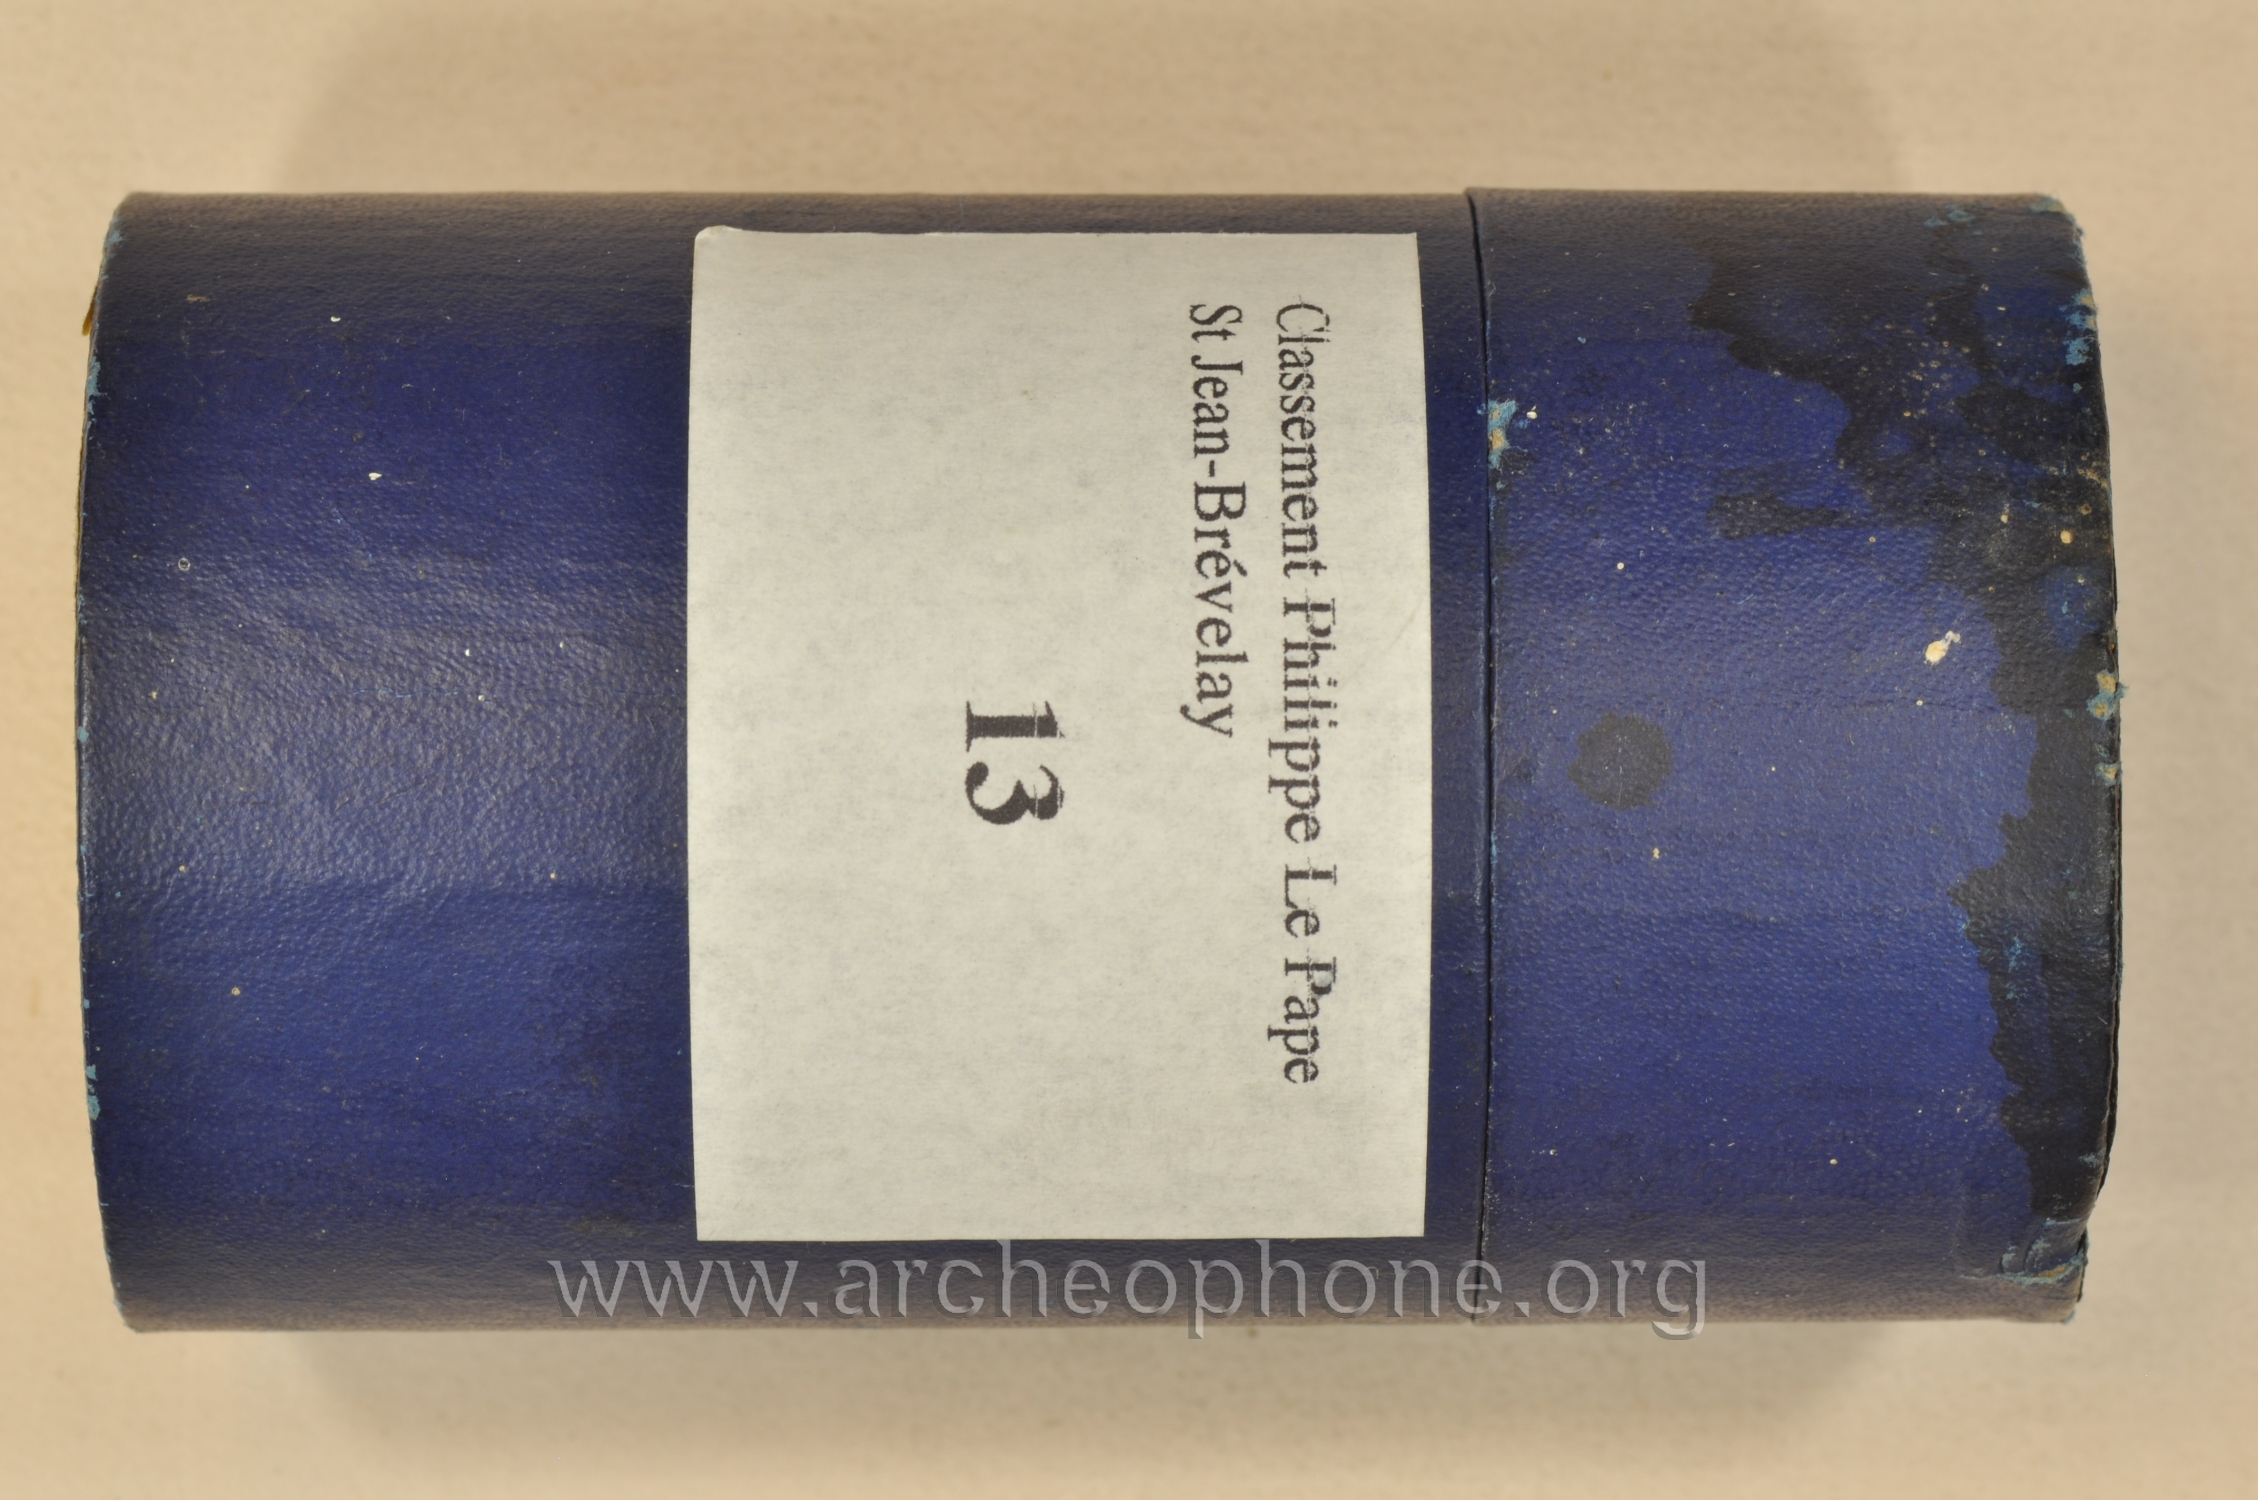 Classement Philippe Le Pape
St Jean-Brévelay
13
www.archeophone.org